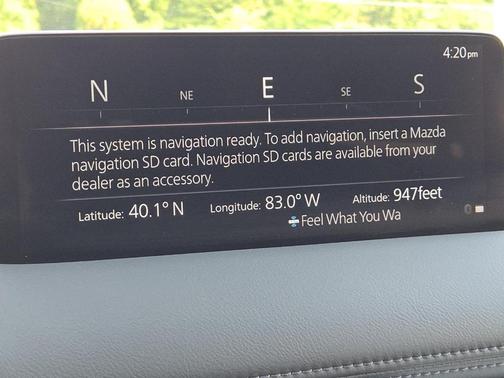 4:20 pm
N NE E SE S
This system is navigation ready. To add navigation, insert a Mazda
navigation SD card. Navigation SD cards are available from your
dealer as an accessory.
Latitude: 40.1° N Longitude: 83.0° W Altitude: 947feet
Feel What You Wa